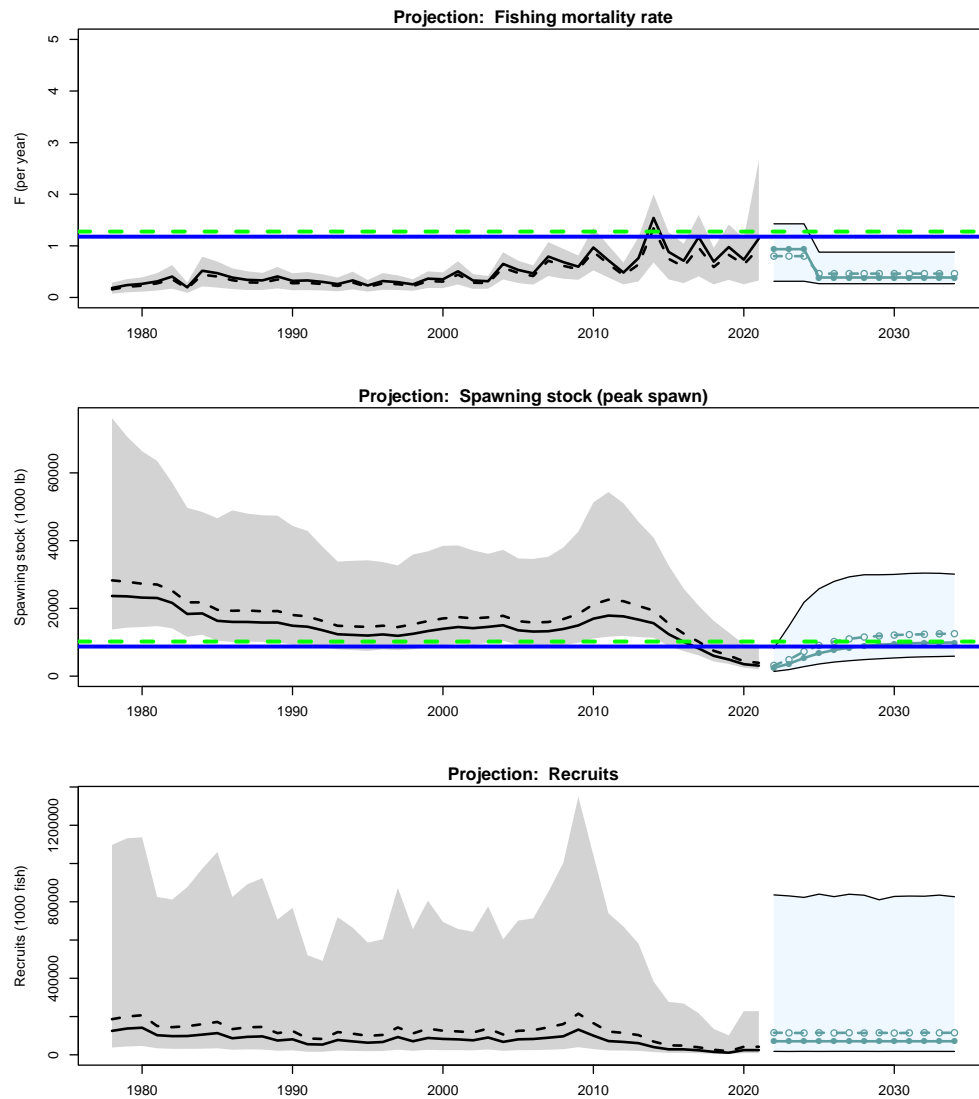 Projection: Fishing mortality rate
5
4
3
2
1
0
F (per year)
1980 1990 2000 2010 2020 2030
Projection: Spawning stock (peak spawn)
60000
40000
20000
0
Spawning stock (1000 lb)
1980 1990 2000 2010 2020 2030
Projection: Recruits
1200000
800000
400000
0
Recruits (1000 fish)
1980 1990 2000 2010 2020 2030